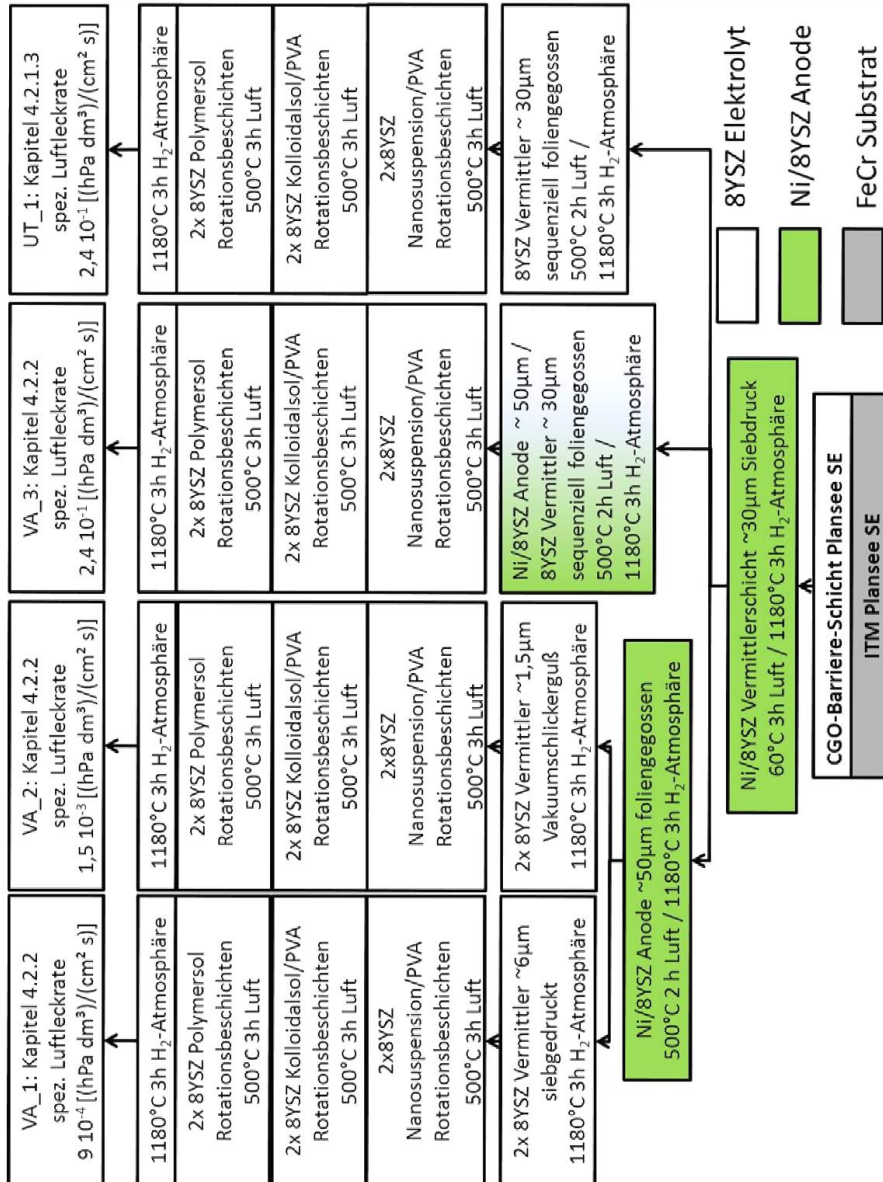 VA_1: Kapitel 4.2.2
spez. Luftleckrate
9 10⁻⁴ [(hPa dm³)/(cm² s)]
1180°C 3h H₂-Atmosphäre
2x 8YSZ Polymersol
Rotationsbeschichten
500°C 3h Luft
2x 8YSZ Kolloidalsol/PVA
Rotationsbeschichten
500°C 3h Luft
2x8YSZ
Nanosuspension/PVA
Rotationsbeschichten
500°C 3h Luft
2x 8YSZ Vermittler ~6µm
siebgedruckt
1180°C 3h H₂-Atmosphäre
VA_2: Kapitel 4.2.2
spez. Luftleckrate
1,5 10⁻³ [(hPa dm³)/(cm² s)]
1180°C 3h H₂-Atmosphäre
2x 8YSZ Polymersol
Rotationsbeschichten
500°C 3h Luft
2x 8YSZ Kolloidalsol/PVA
Rotationsbeschichten
500°C 3h Luft
2x8YSZ
Nanosuspension/PVA
Rotationsbeschichten
500°C 3h Luft
2x 8YSZ Vermittler ~1,5µm
Vakuumschlickerguß
1180°C 3h H₂-Atmosphäre
VA_3: Kapitel 4.2.2
spez. Luftleckrate
2,4 10⁻¹ [(hPa dm³)/(cm² s)]
1180°C 3h H₂-Atmosphäre
2x 8YSZ Polymersol
Rotationsbeschichten
500°C 3h Luft
2x 8YSZ Kolloidalsol/PVA
Rotationsbeschichten
500°C 3h Luft
2x8YSZ
Nanosuspension/PVA
Rotationsbeschichten
500°C 3h Luft
Ni/8YSZ Anode ~ 50µm /
8YSZ Vermittler ~ 30µm
sequenziell foliengegossen
500°C 2h Luft /
1180°C 3h H₂-Atmosphäre
UT_1: Kapitel 4.2.1.3
spez. Luftleckrate
2,4 10⁻¹ [(hPa dm³)/(cm² s)]
1180°C 3h H₂-Atmosphäre
2x 8YSZ Polymersol
Rotationsbeschichten
500°C 3h Luft
2x 8YSZ Kolloidalsol/PVA
Rotationsbeschichten
500°C 3h Luft
2x8YSZ
Nanosuspension/PVA
Rotationsbeschichten
500°C 3h Luft
8YSZ Vermittler ~ 30µm
sequenziell foliengegossen
500°C 2h Luft /
1180°C 3h H₂-Atmosphäre
Ni/8YSZ Anode ~50µm foliengegossen
500°C 2 h Luft / 1180°C 3h H₂-Atmosphäre
Ni/8YSZ Vermittlerschicht ~30µm Siebdruck
60°C 3h Luft / 1180°C 3h H₂-Atmosphäre
CGO-Barriere-Schicht Plansee SE
ITM Plansee SE
8YSZ Elektrolyt
Ni/8YSZ Anode
FeCr Substrat